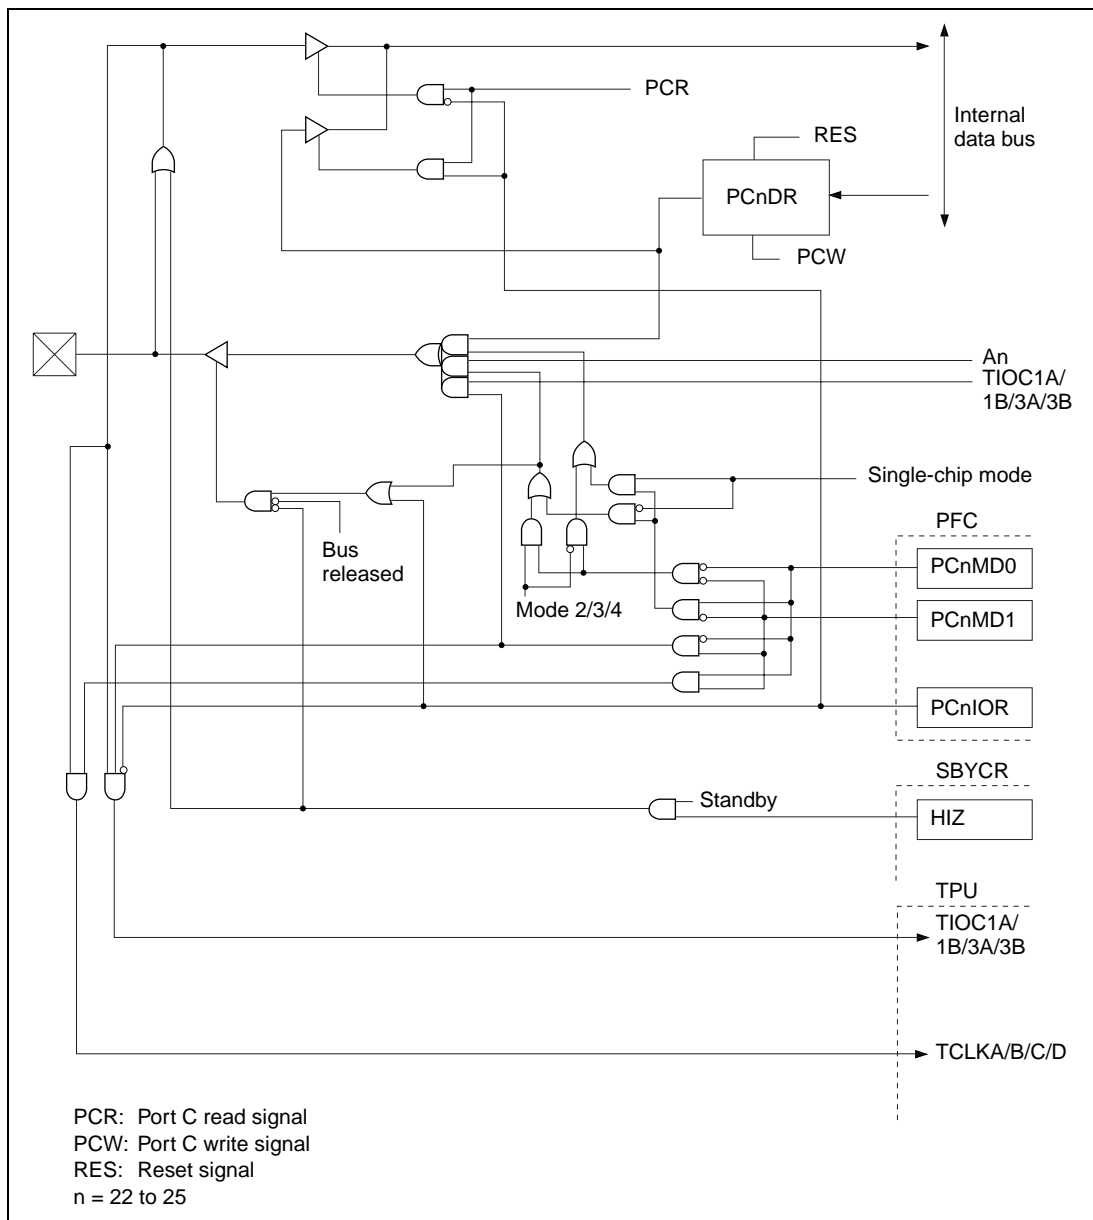 PCR
Internal
data bus
RES
PCnDR
PCW
An
TIOC1A/
1B/3A/3B
Single-chip mode
PFC
Bus
released
PCnMD0
Mode 2/3/4
PCnMD1
PCnIOR
SBYCR
Standby
HIZ
TPU
TIOC1A/
1B/3A/3B
TCLKA/B/C/D
PCR: Port C read signal
PCW: Port C write signal
RES: Reset signal
n = 22 to 25